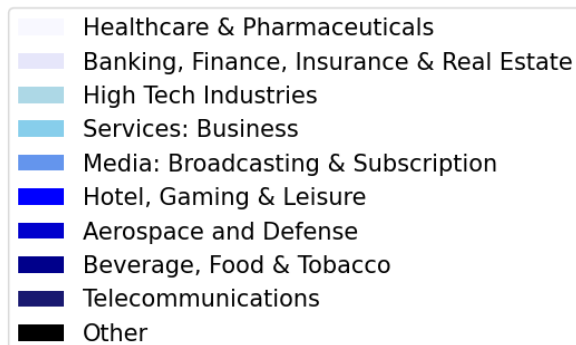 Healthcare & Pharmaceuticals
Banking, Finance, Insurance & Real Estate
High Tech Industries
Services: Business
Media: Broadcasting & Subscription
Hotel, Gaming & Leisure
Aerospace and Defense
Beverage, Food & Tobacco
Telecommunications
Other